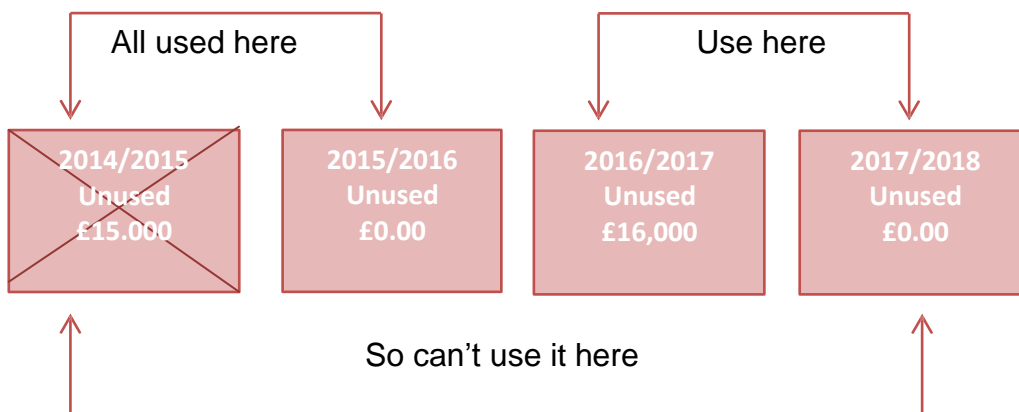 All used here
Use here
2014/2015
Unused
£15.000
2015/2016
Unused
£0.00
2016/2017
Unused
£16,000
2017/2018
Unused
£0.00
So can't use it here